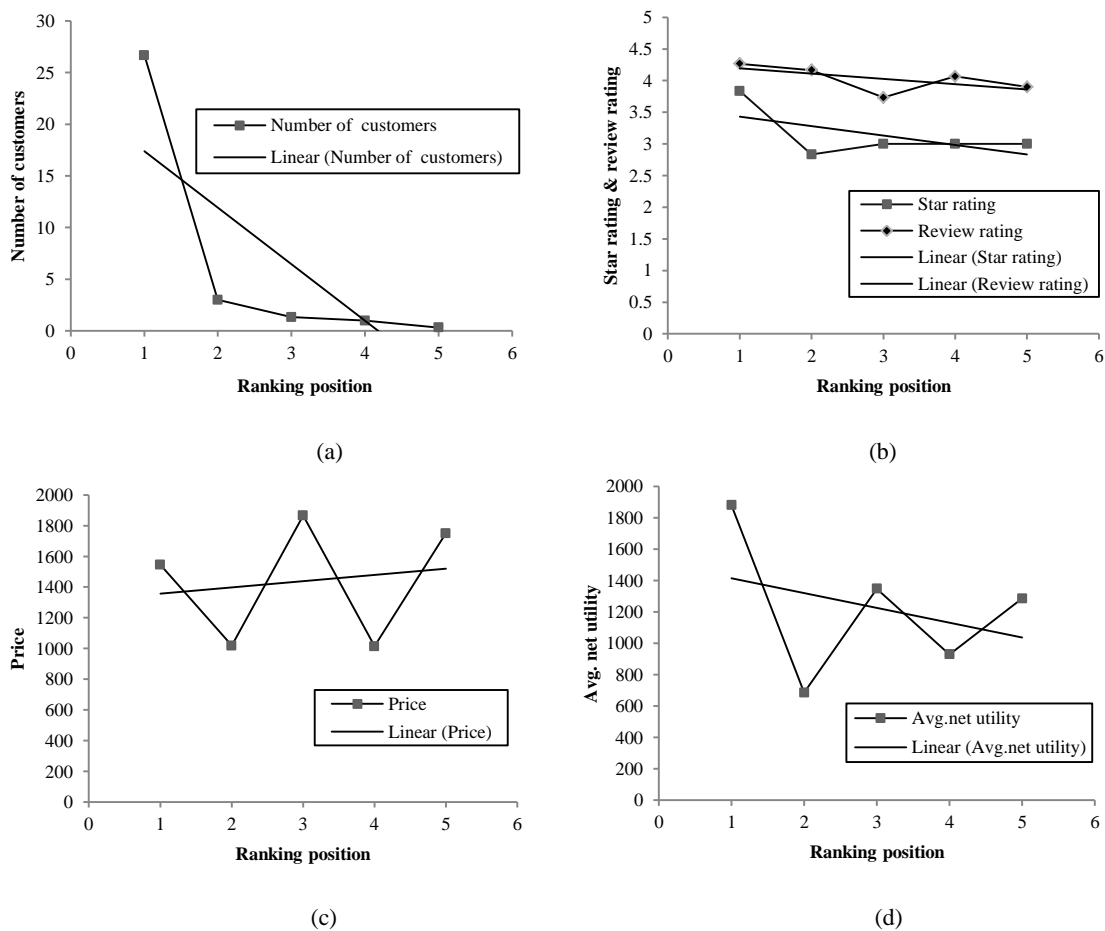 30
25
20
15
10
5
0
0 1 2 3 4 5 6
Number of customers
Ranking position
Number of customers
Linear (Number of customers)
(a)
5
4.5
4
3.5
3
2.5
2
1.5
1
0.5
0
0 1 2 3 4 5 6
Star rating & review rating
Ranking position
Star rating
Review rating
Linear (Star rating)
Linear (Review rating)
(b)
2000
1800
1600
1400
1200
1000
800
600
400
200
0
0 1 2 3 4 5 6
Price
Ranking position
Price
Linear (Price)
(c)
2000
1800
1600
1400
1200
1000
800
600
400
200
0
0 1 2 3 4 5 6
Avg. net utility
Ranking position
Avg.net utility
Linear (Avg.net utility)
(d)